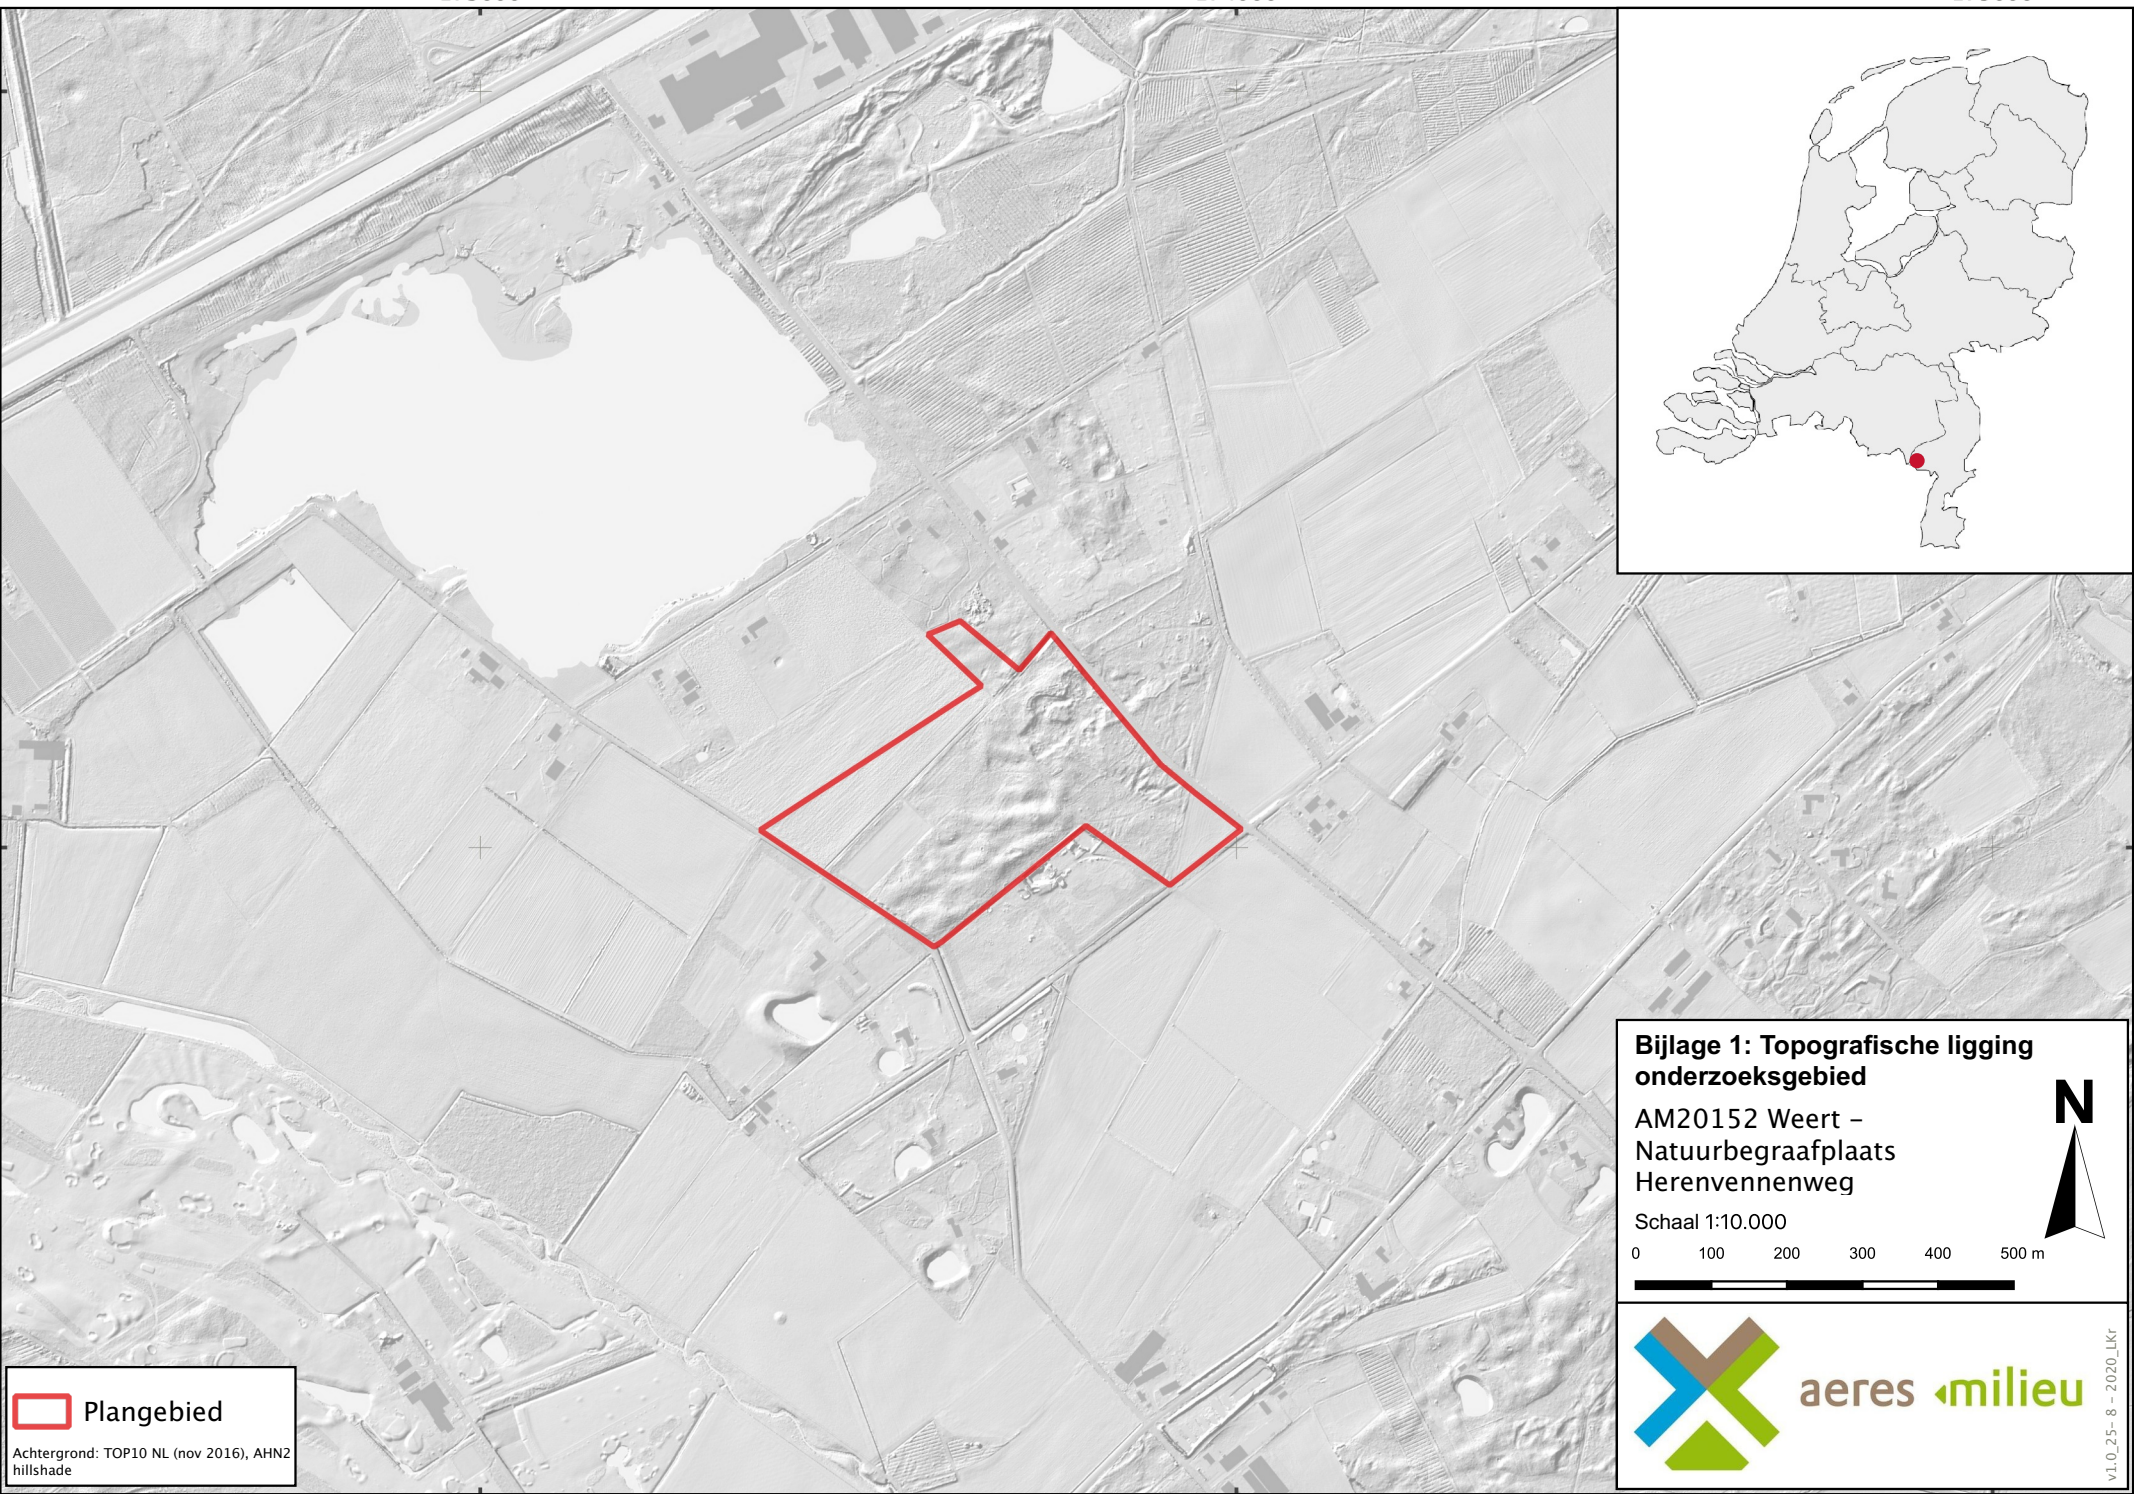 Bijlage 1: Topografische ligging
onderzoeksgebied
AM20152 Weert –
Natuurbegraafplaats
Herenvennenweg
N
Schaal 1:10.000
0 100 200 300 400 500 m
aeres milieu
v1.0_25- 8 - 2020_LKr
Plangebied
Achtergrond: TOP10 NL (nov 2016), AHN2
hillshade